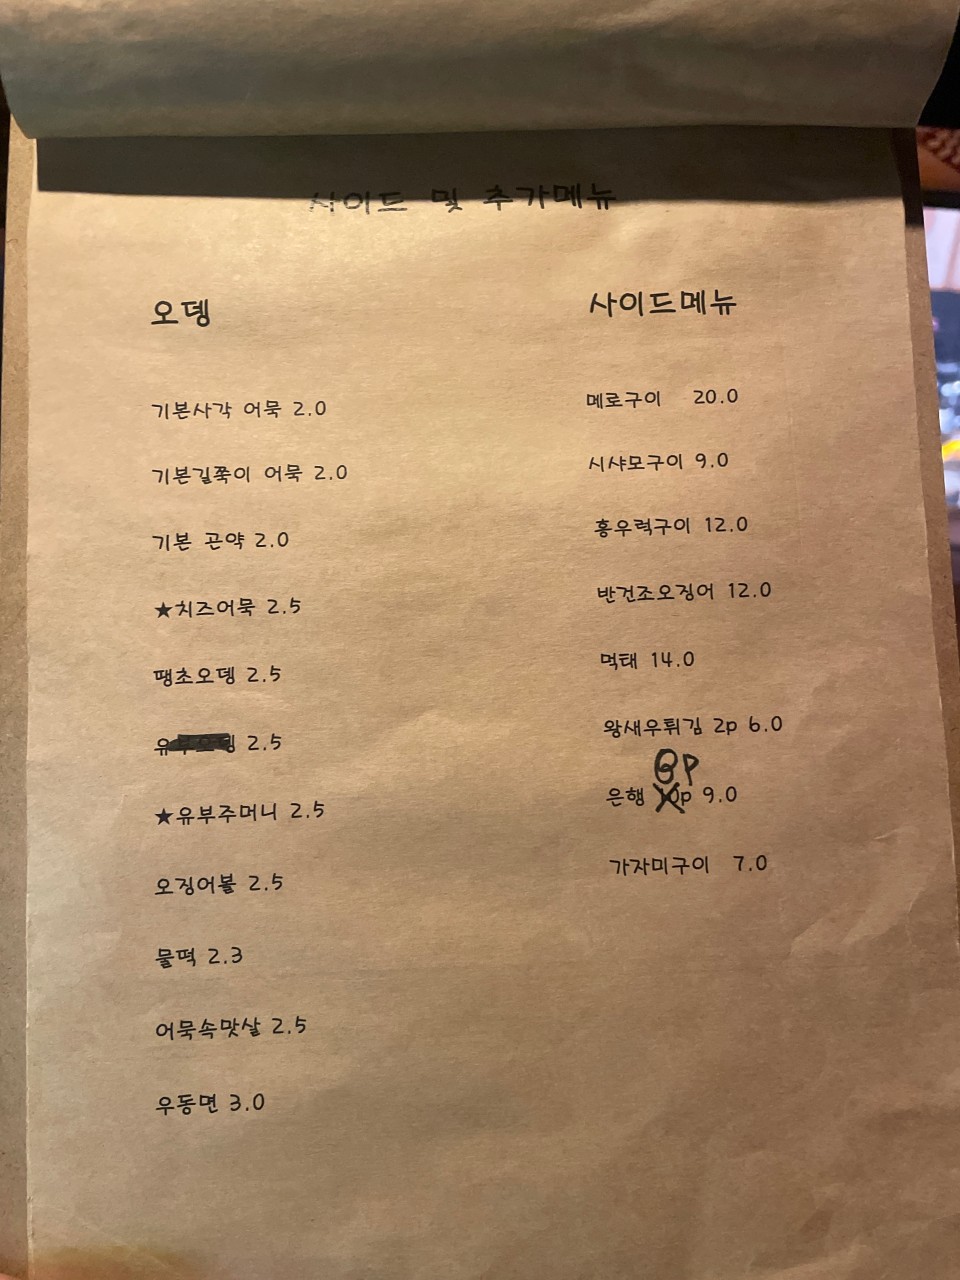 사이드 및 추가메뉴
오뎅
기본사각 어묵 2.0
기본길쭉이 어묵 2.0
기본 곤약 2.0
★치즈어묵 2.5
땡초오뎅 2.5
2.5
★유부주머니 2.5
오징어볼 2.5
물떡 2.3
어묵속맛살 2.5
우동면 3.0
사이드메뉴
메로구이 20.0
시샤모구이 9.0
홍우럭구이 12.0
반건조오징어 12.0
먹태 14.0
왕새우튀김 2p 6.0
은행 9.0
가자미구이 7.0